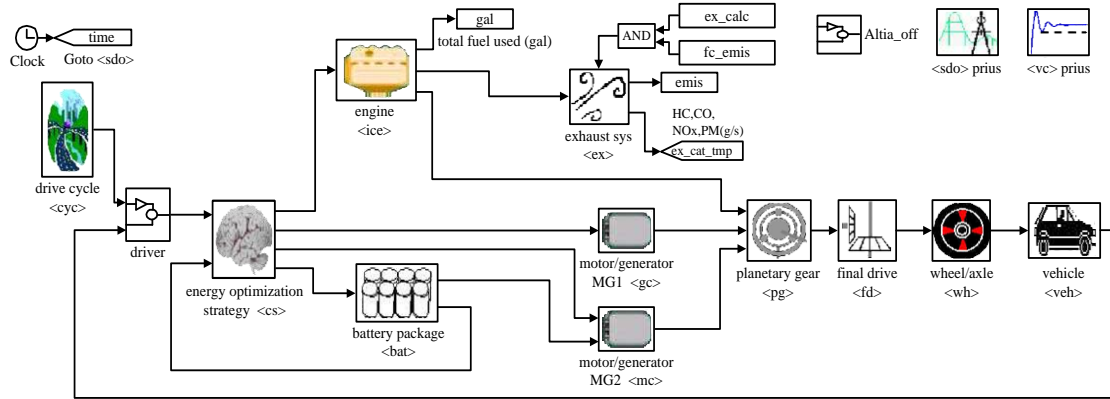 time
Clock
Goto <sdo>
gal
total fuel used (gal)
AND
ex_calc
fc_emis
Altia_off
<sdo> prius
<vc> prius
engine
<ice>
emis
HC,CO,
NOx,PM(g/s)
ex_cat_tmp
exhaust sys
<ex>
drive cycle
<cyc>
driver
energy optimization
strategy <cs>
battery package
<bat>
motor/generator
MG1 <gc>
motor/generator
MG2 <mc>
planetary gear
<pg>
final drive
<fd>
wheel/axle
<wh>
vehicle
<veh>